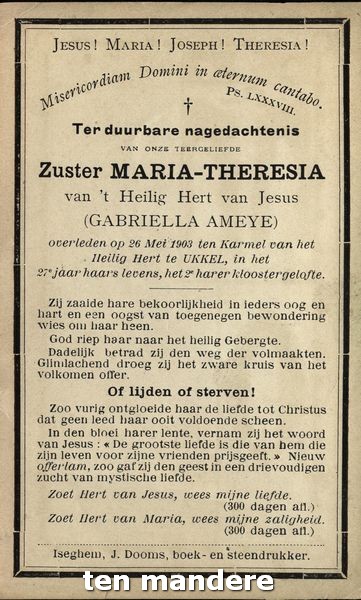 JESUS! MARIA! JOSEPH! THERESIA!
Misericordiam Domini in æternum cantabo.
PS. LXXXVIII.
Ter duurbare nagedachtenis
VAN ONZE TEERGELIEFDE
Zuster MARIA-THERESIA
van 't Heilig Hert van Jesus
(GABRIELLA AMEYE)
overleden op 26 Mei 1903 ten Karmel van het
Heilig Hert te UKKEL, in het
27e jaar haars levens, het 2e harer kloostergelofte.
Zij zaaide hare bekoorlijkheid in ieders oog en
hart en een oogst van toegenegen bewondering
wies om haar heen.
God riep haar naar het heilig Gebergte.
Dadelijk betrad zij den weg der volmaakten.
Glimlachend droeg zij het zware kruis van het
volkomen offer.
Of lijden of sterven!
Zoo vurig ontgloeide haar de liefde tot Christus
dat geen leed haar ooit voldoende scheen.
In den bloei harer lente, vernam zij het woord
van Jesus: « De grootste liefde is die van hem die
zijn leven voor zijne vrienden prijsgeeft. » Nieuw
offerlam, zoo gaf zij den geest in een drievoudigen
zucht van mystische liefde.
Zoet Hert van Jesus, wees mijne liefde.
(300 dagen afl.)
Zoet Hert van Maria, wees mijne zaligheid.
(300 dagen afl.)
Iseghem, J. Dooms, boek- en steendrukker.
ten mandere